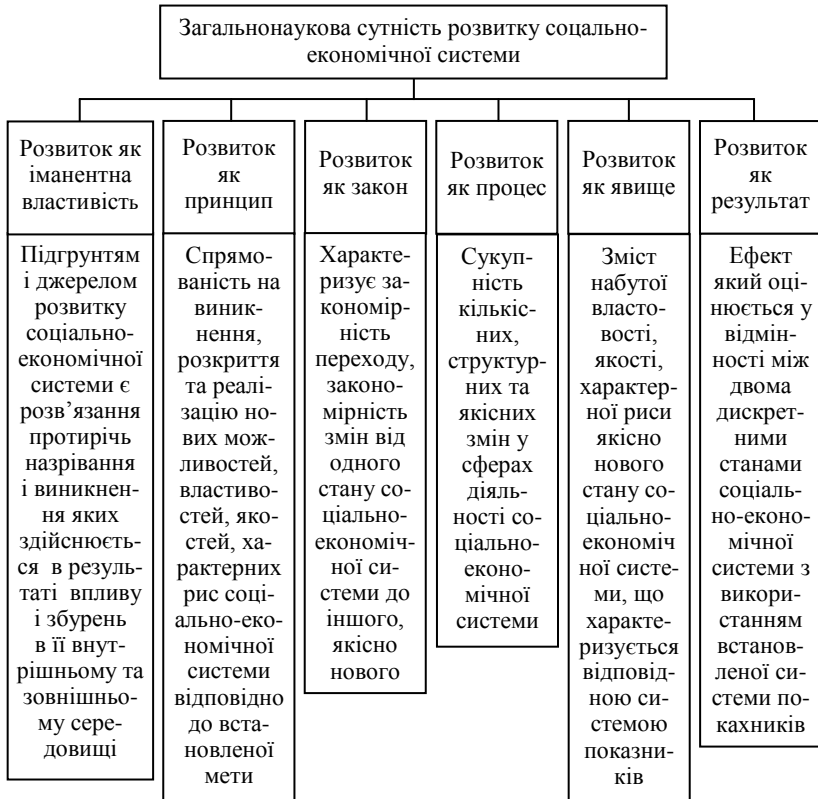 Загальнонаукова сутність розвитку соцально-
економічної системи
Розвиток як
іманентна
властивість
Розвиток
як
принцип
Розвиток
як закон
Розвиток
як процес
Розвиток
як явище
Розвиток
як
результат
Підгрунтям
і джерелом
розвитку
соціально-
економічної
системи є
розв’язання
протирічь
назрівання
і виникнен-
ня яких
здійснюєть-
ся в резуль-
таті впливу
і збурень
в її внут-
рішньому та
зовнішньо-
му сере-
довищі
Спрямо-
ваність на
виник-
нення,
розкриття
та реалі-
зацію но-
вих мож-
ливостей,
властиво-
стей, яко-
стей, ха-
рактерних
рис соці-
ально-еко-
номічної
системи
відповідно
до вста-
новленої
мети
Характе-
ризує за-
кономір-
ність
переходу,
законо-
мірність
змін від
одного
стану со-
ціально-
економіч-
ної сис-
теми до
іншого,
якісно
нового
Сукуп-
ність
кількіс-
них,
структур-
них та
якісних
змін у
сферах
діяль-
ності со-
ціально-
еконо-
мічної
системи
Зміст
набутої
власто-
вості,
якості,
характер-
ної риси
якісно
нового
стану со-
ціально-
економіч
ної систе-
ми, що
характе-
ризується
відповід-
ною си-
стемою
показни-
ків
Ефект
який оці-
нюється у
відмін-
ності між
двома
дискрет-
ними
станами
соціаль-
но-еконо-
мічної
системи з
викори-
станням
встанов-
леної си-
стеми по-
кахників